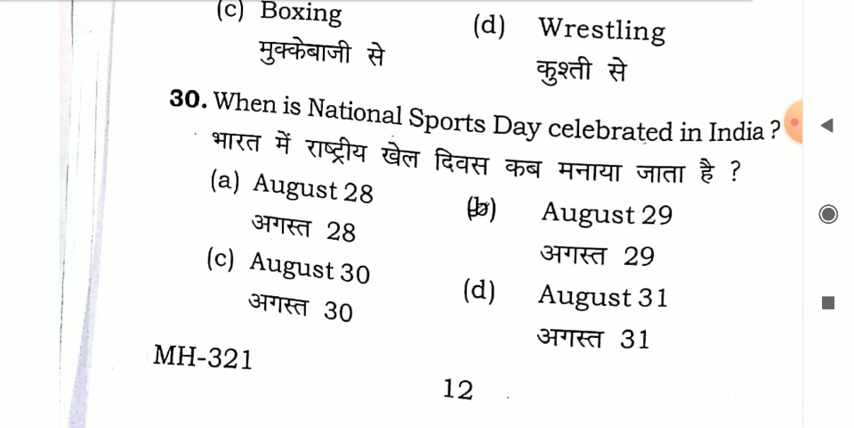 (c) Boxing
मुक्केबाजी से
(d) Wrestling
कुश्ती से
30. When is National Sports Day celebrated in India ?
भारत में राष्ट्रीय खेल दिवस कब मनाया जाता है ?
(a) August 28
अगस्त 28
(b) August 29
अगस्त 29
(c) August 30
अगस्त 30
(d) August 31
अगस्त 31
MH-321
12